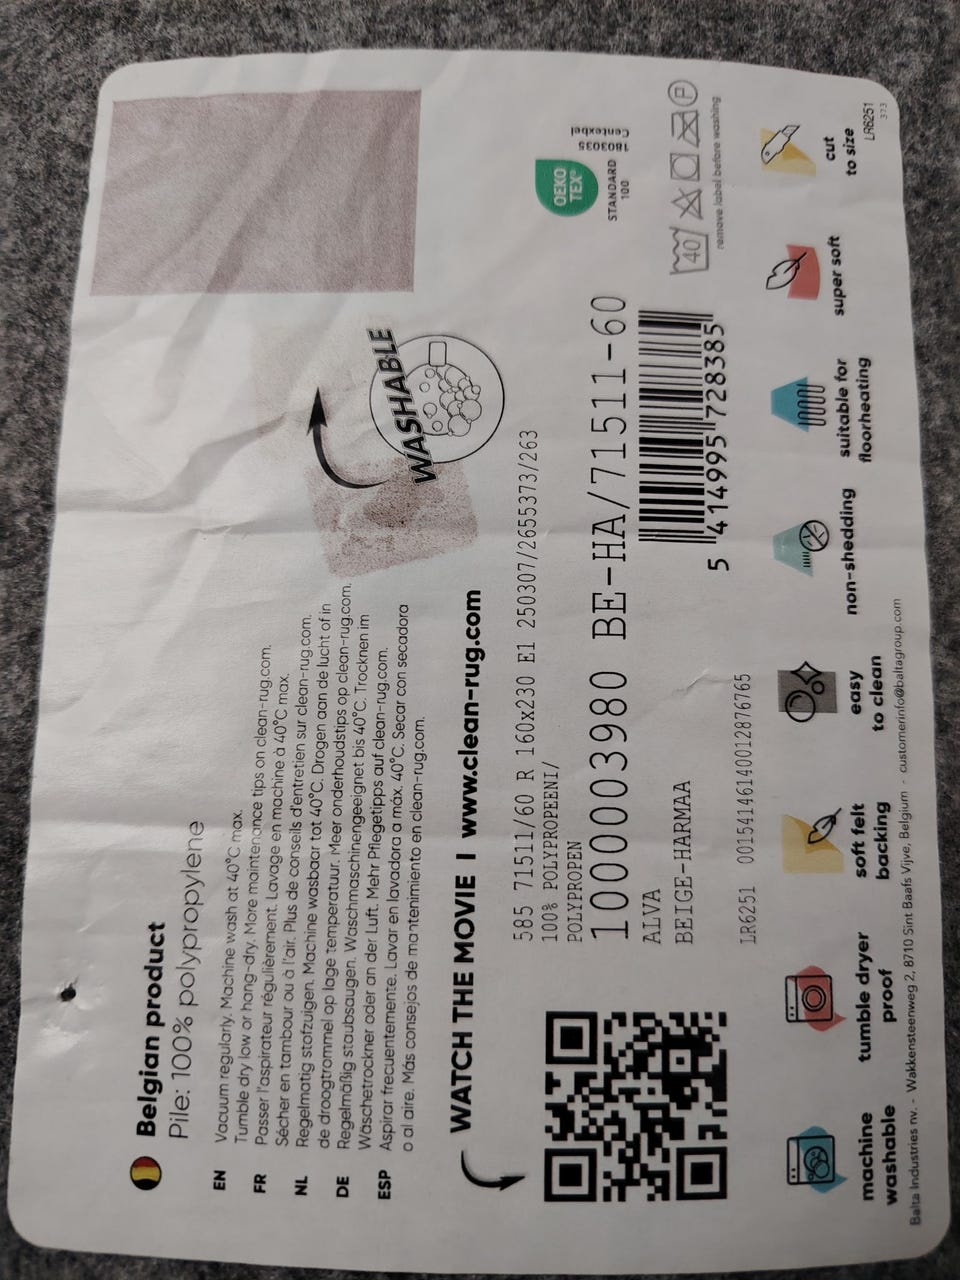 Belgian product
Pile: 100% polypropylene
EN
Vacuum regularly. Machine wash at 40°C max.
Tumble dry low or hang-dry. More maintenance tips on clean-rug.com.
FR
Passer l'aspirateur régulièrement. Lavage en machine à 40°C max.
Sécher en tambour ou à l'air. Plus de conseils d'entretien sur clean-rug.com.
NL
Regelmatig stofzuigen. Machine wasbaar tot 40°C. Drogen aan de lucht of in
de droogtrommel op lage temperatuur. Meer onderhoudstips op clean-rug.com.
DE
Regelmäßig staubsaugen. Waschmaschinengeeignet bis 40°C. Trocknen im
Wäschetrockner oder an der Luft. Mehr Pflegetipps auf clean-rug.com.
ESP
Aspirar frecuentemente. Lavar en lavadora a máx. 40°C. Secar con secadora
o al aire. Más consejos de mantenimiento en clean-rug.com.
WASHABLE
WATCH THE MOVIE | www.clean-rug.com
585 71511/60 R 160x230 E1 250307/2655373/263
100% POLYPROPEENI/
POLYPROPEN
1000003980 BE-HA/71511-60
ALVA
BEIGE-HARMAA
LR6251 00154146140012876765
5 414995 728385
OEKO
TEX®
STANDARD
100
1803035
Centexbel
40
P
remove label before washing
machine
washable
tumble dryer
proof
soft felt
backing
easy
to clean
non-shedding
suitable for
floorheating
super soft
cut
to size
LR6251
373
Balta Industries nv. - Wakkensteenweg 2, 8710 Sint Baafs Vijve, Belgium - customerinfo@baltagroup.com